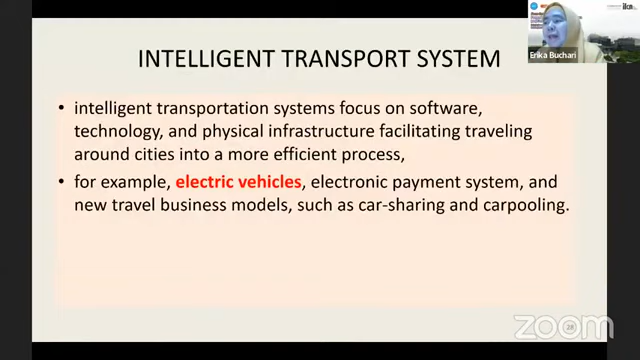 INTELLIGENT TRANSPORT SYSTEM
Erika Buchari
• intelligent transportation systems focus on software,
technology, and physical infrastructure facilitating traveling
around cities into a more efficient process,
• for example, electric vehicles, electronic payment system, and
new travel business models, such as car-sharing and carpooling.
zoom